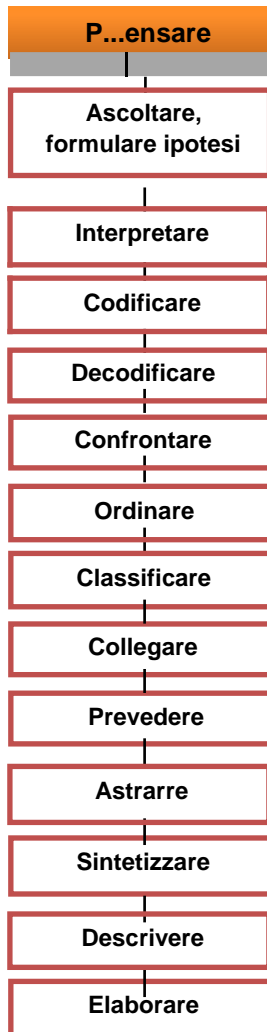 P...ensare
Ascoltare,
formulare ipotesi
Interpretare
Codificare
Decodificare
Confrontare
Ordinare
Classificare
Collegare
Prevedere
Astrarre
Sintetizzare
Descrivere
Elaborare